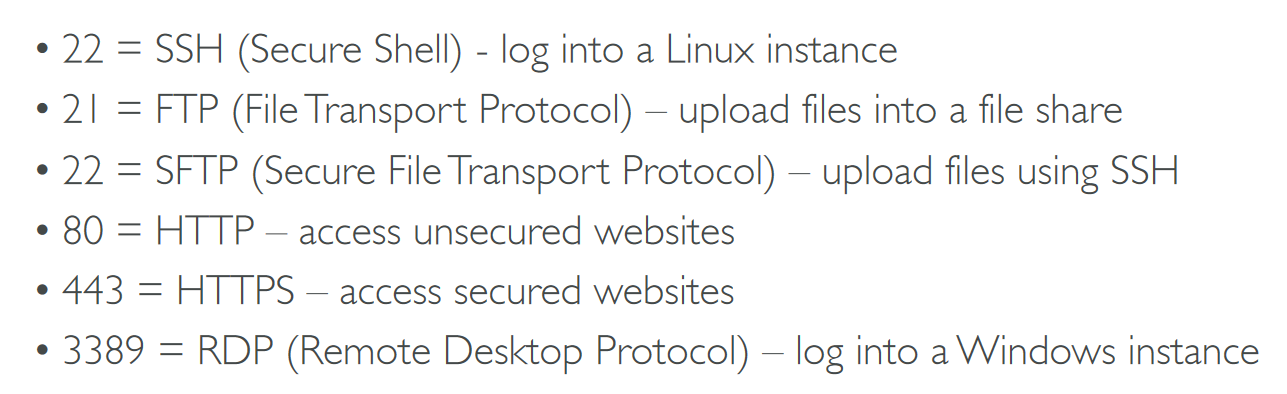 • 22 = SSH (Secure Shell) - log into a Linux instance
• 21 = FTP (File Transport Protocol) – upload files into a file share
• 22 = SFTP (Secure File Transport Protocol) – upload files using SSH
• 80 = HTTP – access unsecured websites
• 443 = HTTPS – access secured websites
• 3389 = RDP (Remote Desktop Protocol) – log into a Windows instance